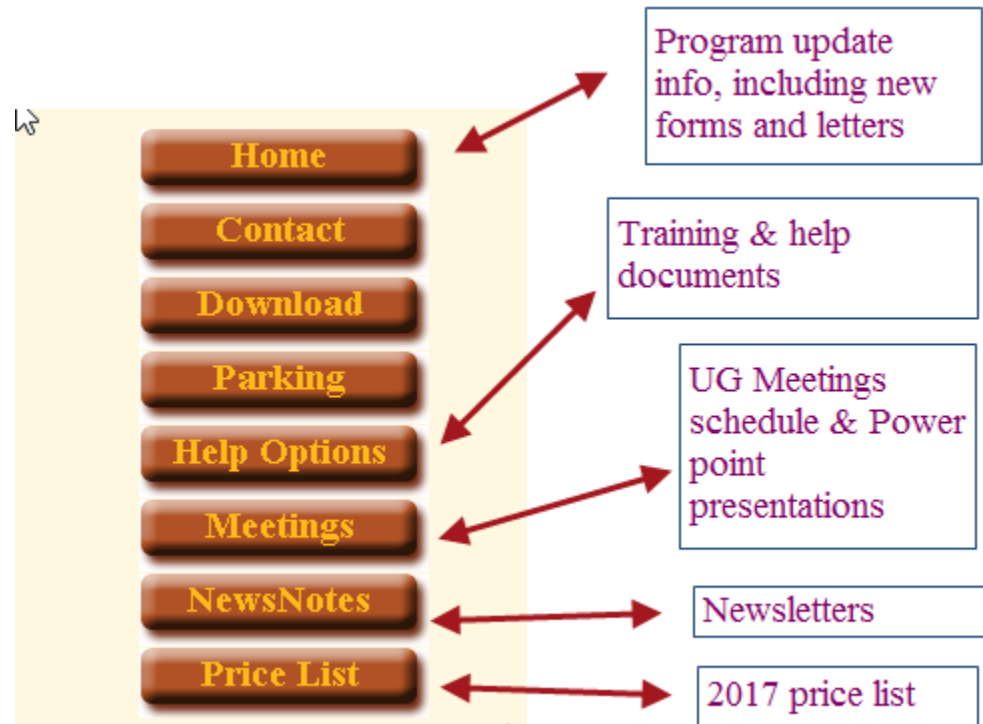 Home
Contact
Download
Parking
Help Options
Meetings
NewsNotes
Price List
Program update
info, including new
forms and letters
Training & help
documents
UG Meetings
schedule & Power
point
presentations
Newsletters
2017 price list